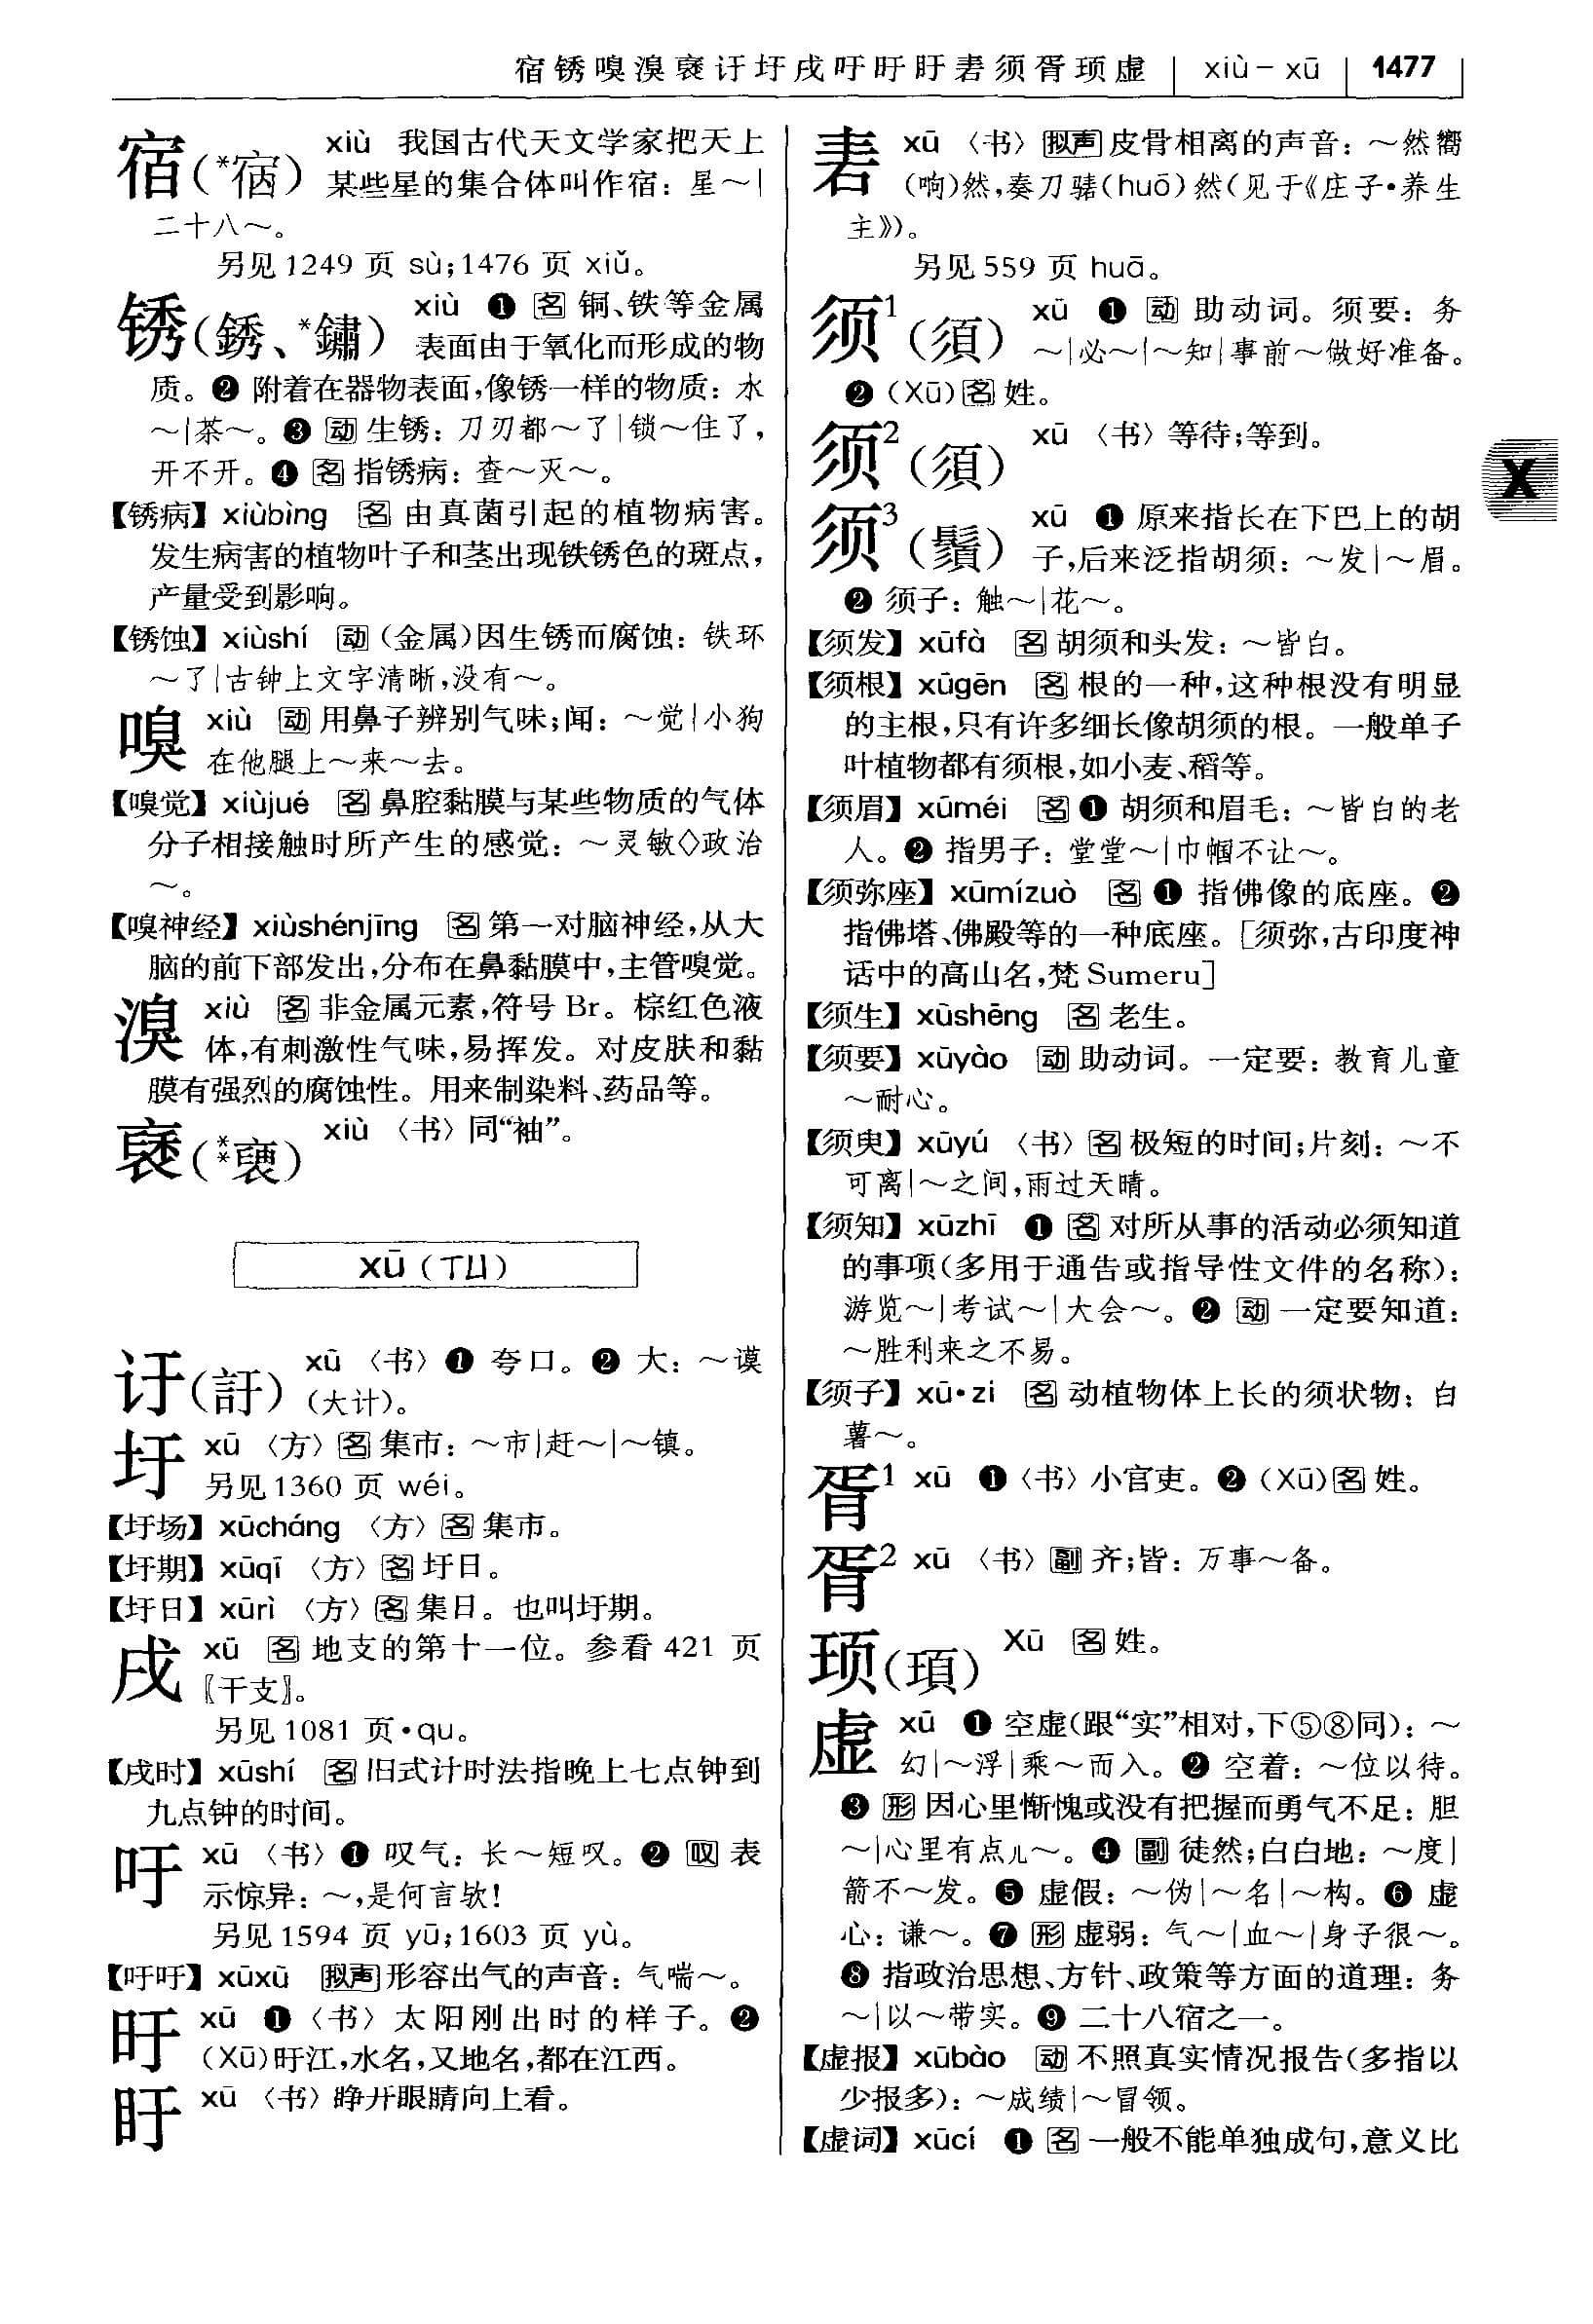 宿锈嗅溴褎讶圩戌吁旴盱砉须胥顼虚 xiù－xū 1477
宿(*宿) xiù 我国古代天文学家把天上
某些星的集合体叫作宿：星～|
二十八～。
另见1249 页 sù；1476 页 xiǔ。
锈(銹、*鏽) xiù ❶ 名 铜、铁等金属
表面由于氧化而形成的物
质。❷ 附着在器物表面，像锈一样的物质：水
～|茶～。❸ 动 生锈：刀刃都～了|锁～住了，
开不开。❹ 名 指锈病：查～灭～。
【锈病】xiùbìng 名 由真菌引起的植物病害。
发生病害的植物叶子和茎出现铁锈色的斑点，
产量受到影响。
【锈蚀】xiùshí 动（金属）因生锈而腐蚀：铁环
～了|古钟上文字清晰，没有～。
嗅 xiù 动 用鼻子辨别气味；闻：～觉|小狗
在他腿上～来～去。
【嗅觉】xiùjué 名 鼻腔黏膜与某些物质的气体
分子相接触时所产生的感觉：～灵敏◇政治
～。
【嗅神经】xiùshénjīng 名 第一对脑神经，从大
脑的前下部发出，分布在鼻黏膜中，主管嗅觉。
溴 xiù 名 非金属元素，符号 Br。棕红色液
体，有刺激性气味，易挥发。对皮肤和黏
膜有强烈的腐蚀性。用来制染料、药品等。
褎(**褏) xiù 〈书〉同“袖”。
xū（ㄒㄩ）
讦(訏) xū 〈书〉❶ 夸口。❷ 大：～谟
（大计）。
圩 xū 〈方〉名 集市：～市|赶～|～镇。
另见1360 页 wéi。
【圩场】xūcháng 〈方〉名 集市。
【圩期】xūqī 〈方〉名 圩日。
【圩日】xūrì 〈方〉名 集日。也叫圩期。
戌 xū 名 地支的第十一位。参看 421 页
〖干支〗。
另见1081 页·qu。
【戌时】xūshí 名 旧式计时法指晚上七点钟到
九点钟的时间。
吁 xū 〈书〉❶ 叹气：长～短叹。❷ 叹 表
示惊异：～，是何言欤！
另见1594 页 yū；1603 页 yù。
【吁吁】xūxū 拟声 形容出气的声音：气喘～。
旴 xū ❶〈书〉太阳刚出时的样子。❷
（Xū）旴江，水名，又地名，都在江西。
盱 xū 〈书〉睁开眼睛向上看。
砉 xū 〈书〉拟声 皮骨相离的声音：～然嚮
（响）然，奏刀騞（huō）然（见于《庄子·养生
主》）。
另见559 页 huā。
须¹（須） xū ❶ 动 助动词。须要：务
～|必～|～知|事前～做好准备。
❷（Xū）名 姓。
须²（須） xū 〈书〉等待；等到。
须³（鬚） xū ❶ 原来指长在下巴上的胡
子，后来泛指胡须：～发|～眉。
❷ 须子：触～|花～。
【须发】xūfà 名 胡须和头发：～皆白。
【须根】xūgēn 名 根的一种，这种根没有明显
的主根，只有许多细长像胡须的根。一般单子
叶植物都有须根，如小麦、稻等。
【须眉】xūméi 名 ❶ 胡须和眉毛：～皆白的老
人。❷ 指男子：堂堂～|巾帼不让～。
【须弥座】xūmízuò 名 ❶ 指佛像的底座。❷
指佛塔、佛殿等的一种底座。［须弥，古印度神
话中的高山名，梵 Sumeru］
【须生】xūshēng 名 老生。
【须要】xūyào 动 助动词。一定要：教育儿童
～耐心。
【须臾】xūyú 〈书〉名 极短的时间；片刻：～不
可离|～之间，雨过天晴。
【须知】xūzhī ❶ 名 对所从事的活动必须知道
的事项（多用于通告或指导性文件的名称）：
游览～|考试～|大会～。❷ 动 一定要知道：
～胜利来之不易。
【须子】xū·zi 名 动植物体上长的须状物：白
薯～。
胥¹ xū ❶〈书〉小官吏。❷（Xū）名 姓。
胥² xū 〈书〉副 齐；皆：万事～备。
顼（頊） Xū 名 姓。
虚 xū ❶ 空虚（跟“实”相对，下⑤⑧同）：～
幻|～浮|乘～而入。❷ 空着：～位以待。
❸ 形 因心里惭愧或没有把握而勇气不足：胆
～|心里有点儿～。❹ 副 徒然；白白地：～度|
箭不～发。❺ 虚假：～伪|～名|～构。❻ 虚
心：谦～。❼ 形 虚弱：气～|血～|身子很～。
❽ 指政治思想、方针、政策等方面的道理：务
～|以～带实。❾ 二十八宿之一。
【虚报】xūbào 动 不照真实情况报告（多指以
少报多）：～成绩|～冒领。
【虚词】xūcí ❶ 名 一般不能单独成句，意义比
X